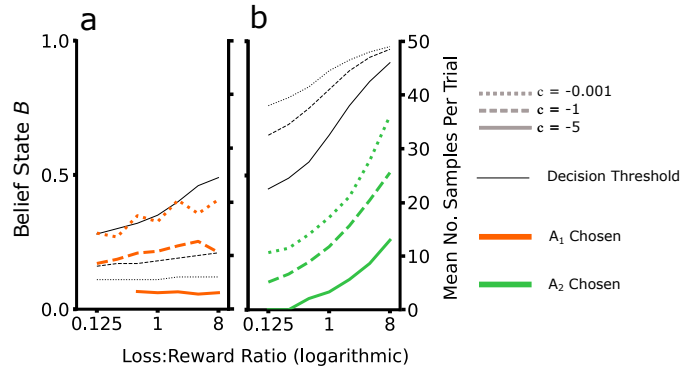 a
b
1.0
0.5
0.0
Belief State B
0.125
1
8
0.125
1
8
Loss:Reward Ratio (logarithmic)
50
40
30
20
10
0
Mean No. Samples Per Trial
c = -0.001
c = -1
c = -5
Decision Threshold
A₁ Chosen
A₂ Chosen